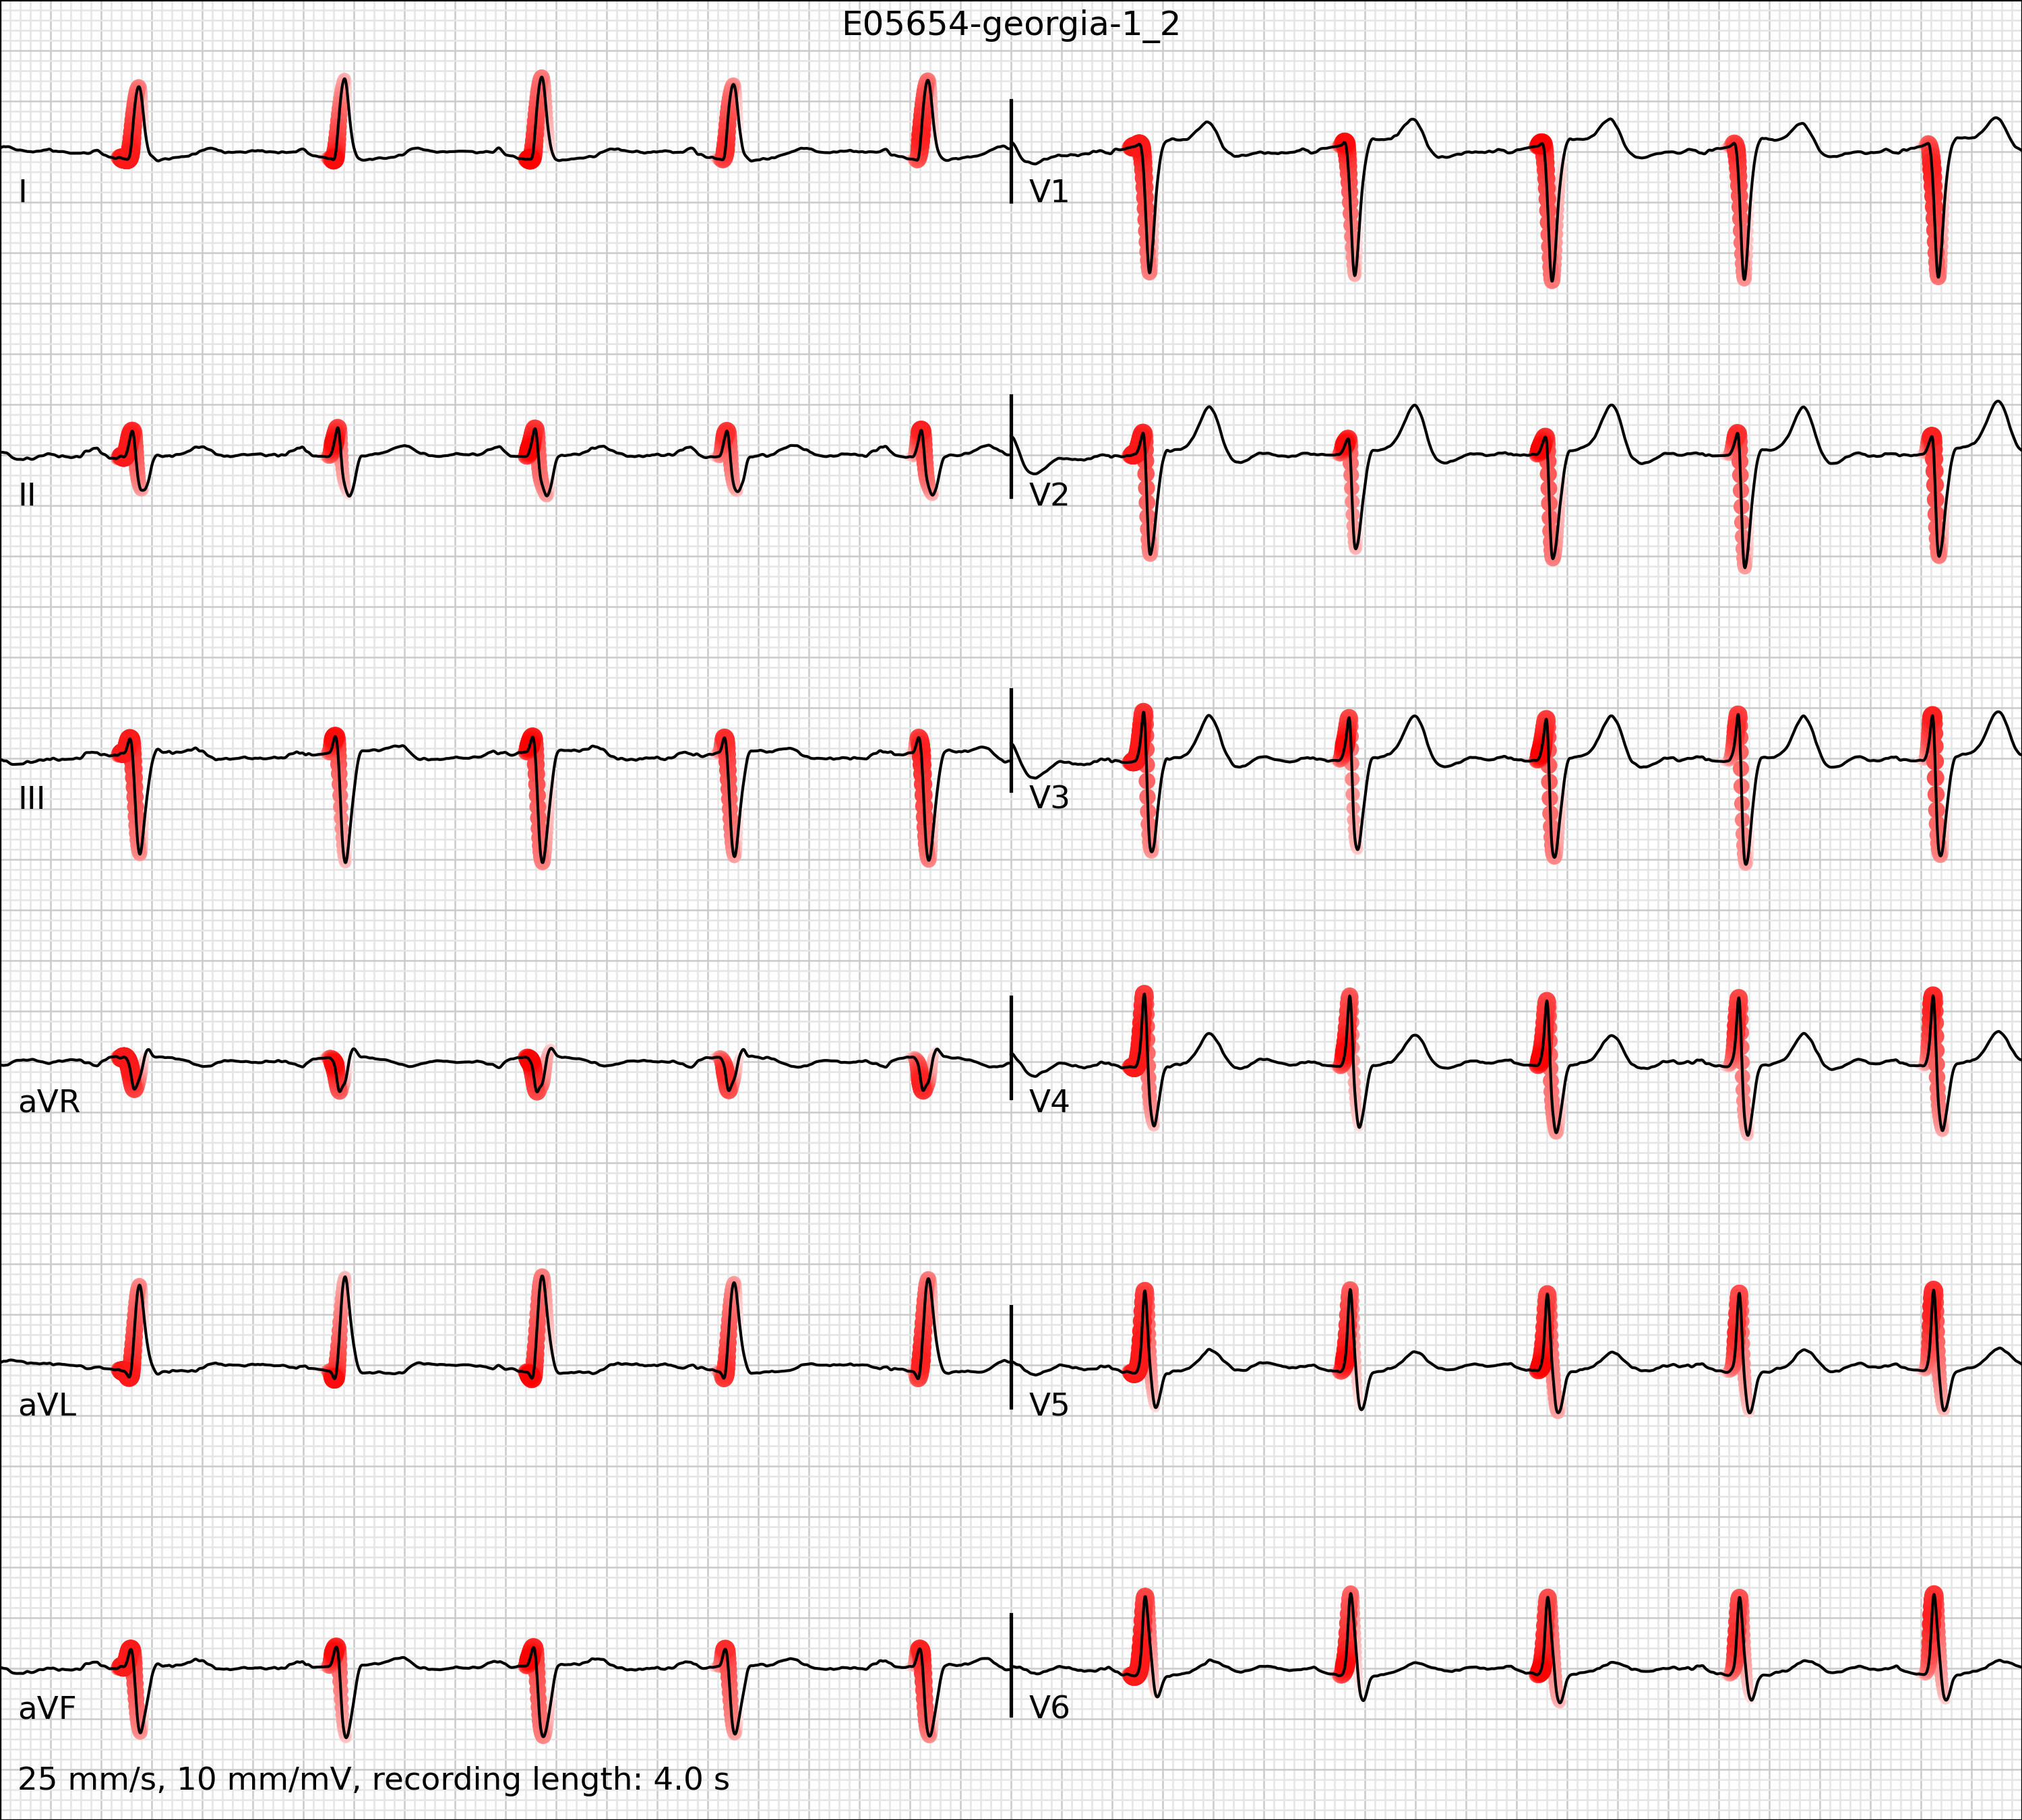 E05654-georgia-1_2
I
V1
II
V2
III
V3
aVR
V4
aVL
V5
aVF
V6
25 mm/s, 10 mm/mV, recording length: 4.0 s